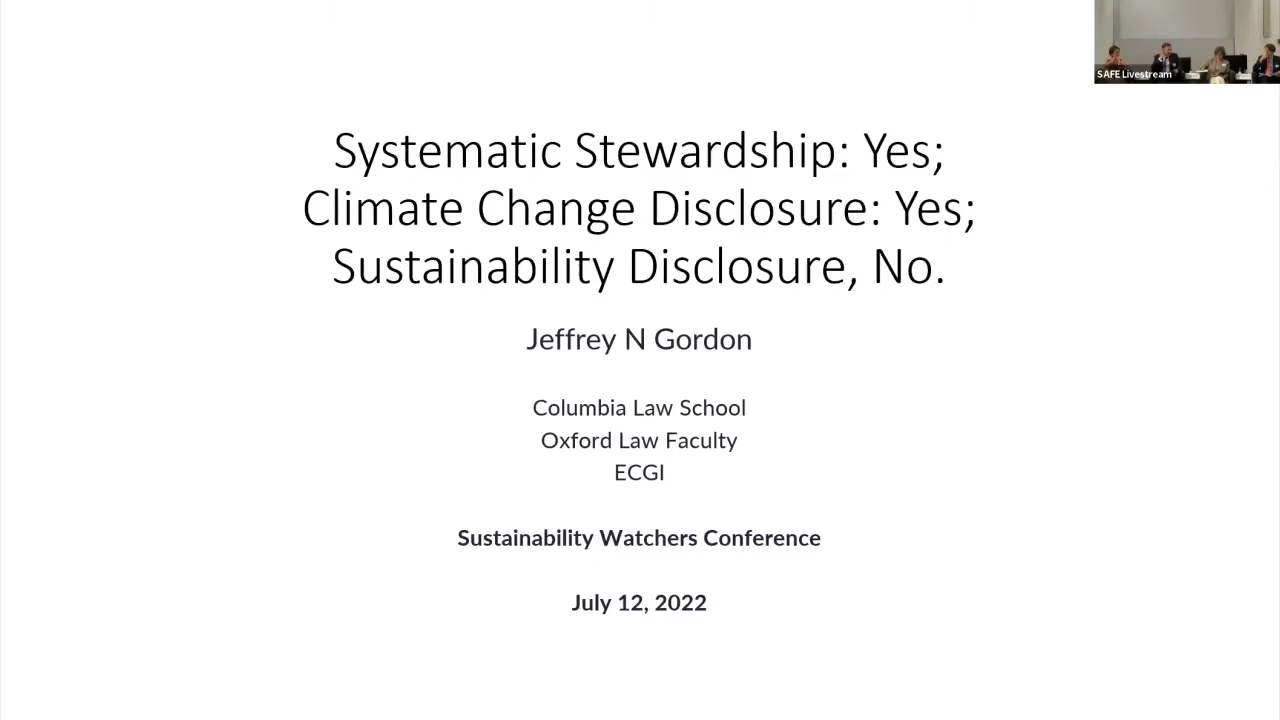 SAFE Livestream
Systematic Stewardship: Yes;
Climate Change Disclosure: Yes;
Sustainability Disclosure, No.
Jeffrey N Gordon
Columbia Law School
Oxford Law Faculty
ECGI
Sustainability Watchers Conference
July 12, 2022